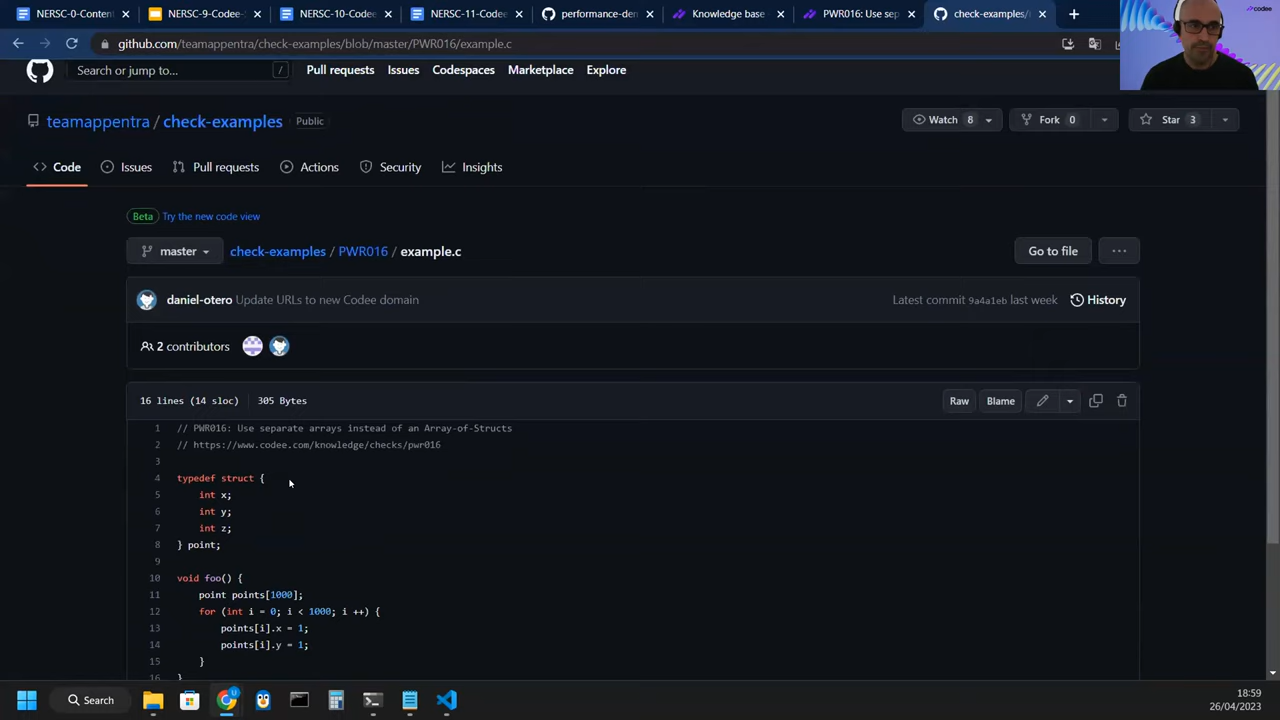 NERSC-0-Content
NERSC-9-Codee-
NERSC-10-Codee
NERSC-11-Codee
performance-den
Knowledge base
PWR016: Use sep
check-examples/
github.com/teamappentra/check-examples/blob/master/PWR016/example.c
codee
Search or jump to...
/
Pull requests
Issues
Codespaces
Marketplace
Explore
teamappentra / check-examples
Public
Watch 8
Fork 0
Star 3
Code
Issues
Pull requests
Actions
Security
Insights
Beta Try the new code view
master
check-examples / PWR016 / example.c
Go to file
...
daniel-otero Update URLs to new Codee domain
Latest commit 9a4a1eb last week
History
2 contributors
16 lines (14 sloc) 305 Bytes
Raw
Blame
1 // PWR016: Use separate arrays instead of an Array-of-Structs
2 // https://www.codee.com/knowledge/checks/pwr016
3
4 typedef struct {
5 int x;
6 int y;
7 int z;
8 } point;
9
10 void foo() {
11 point points[1000];
12 for (int i = 0; i < 1000; i ++) {
13 points[i].x = 1;
14 points[i].y = 1;
15 }
16 }
Search
18:59
26/04/2023